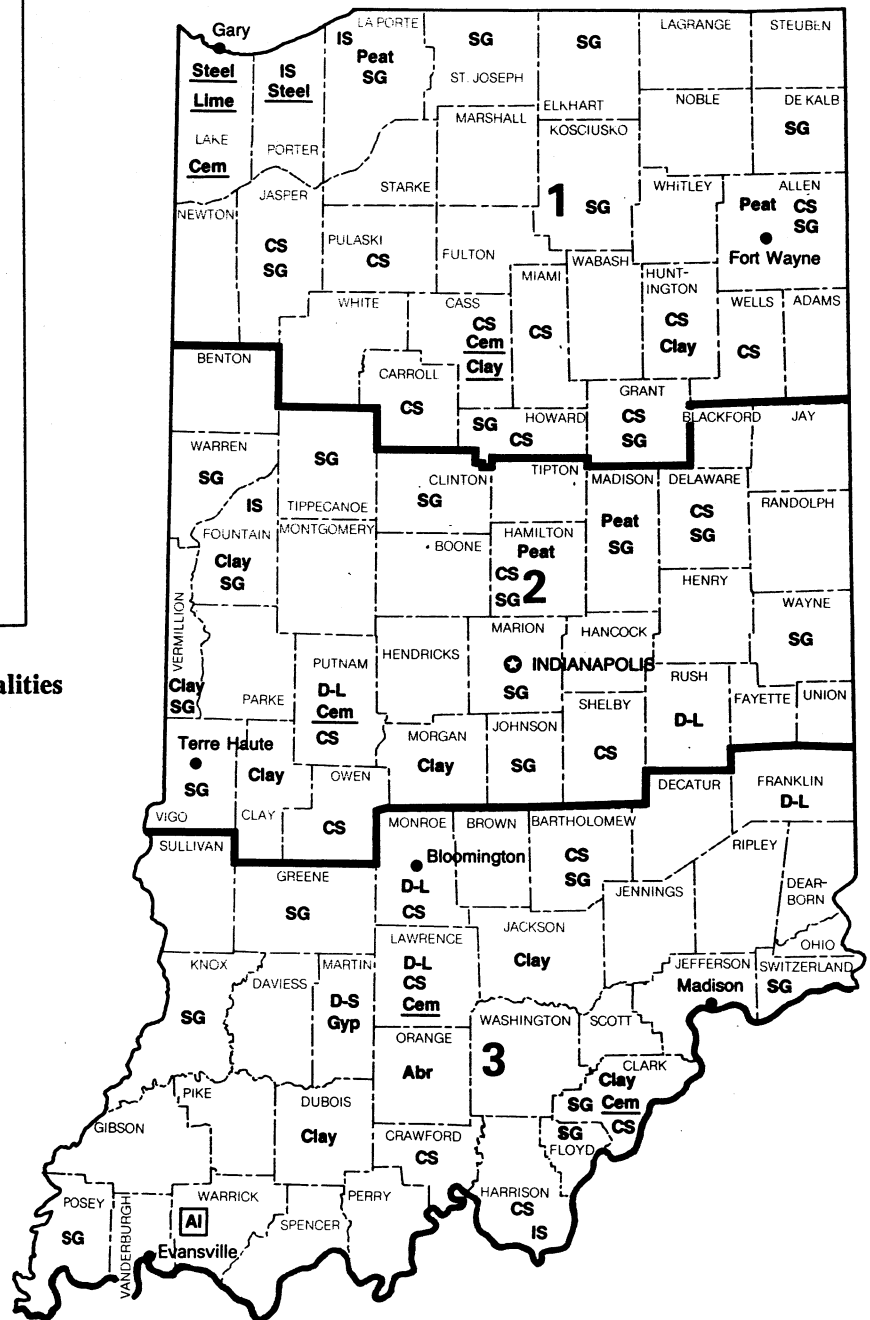 Gary
LA PORTE
LAGRANGE
STEUBEN
IS
Peat
SG
SG
ST. JOSEPH
SG
ELKHART
Steel
Lime
LAKE
Cem
IS
Steel
PORTER
MARSHALL
KOSCIUSKO
NOBLE
DE KALB
SG
STARKE
1
SG
WHITLEY
ALLEN
Peat
CS
SG
Fort Wayne
NEWTON
JASPER
CS
SG
PULASKI
CS
FULTON
MIAMI
CS
WABASH
HUNT-
INGTON
CS
Clay
WELLS
CS
ADAMS
WHITE
CASS
CS
Cem
Clay
BENTON
CARROLL
CS
SG
HOWARD
CS
GRANT
CS
SG
BLACKFORD
JAY
WARREN
SG
SG
TIPPECANOE
CLINTON
SG
TIPTON
MADISON
Peat
SG
DELAWARE
CS
SG
RANDOLPH
IS
FOUNTAIN
Clay
SG
MONTGOMERY
BOONE
HAMILTON
Peat
CS
SG
2
HENRY
WAYNE
SG
VERMILLION
Clay
SG
PARKE
PUTNAM
D-L
Cem
CS
HENDRICKS
MARION
INDIANAPOLIS
SG
HANCOCK
alities
RUSH
D-L
FAYETTE
UNION
Terre Haute
SG
VIGO
Clay
CLAY
OWEN
CS
MORGAN
Clay
JOHNSON
SG
SHELBY
CS
DECATUR
FRANKLIN
D-L
SULLIVAN
GREENE
SG
MONROE
Bloomington
D-L
CS
BROWN
BARTHOLOMEW
CS
SG
JENNINGS
RIPLEY
DEAR-
BORN
OHIO
KNOX
SG
DAVIESS
MARTIN
D-S
Gyp
LAWRENCE
D-L
CS
Cem
JACKSON
Clay
JEFFERSON
Madison
SWITZERLAND
SG
ORANGE
Abr
WASHINGTON
3
SCOTT
CLARK
Clay
SG
Cem
CS
GIBSON
PIKE
DUBOIS
Clay
CRAWFORD
CS
SG
FLOYD
HARRISON
CS
IS
POSEY
SG
VANDERBURGH
WARRICK
Al
Evansville
SPENCER
PERRY